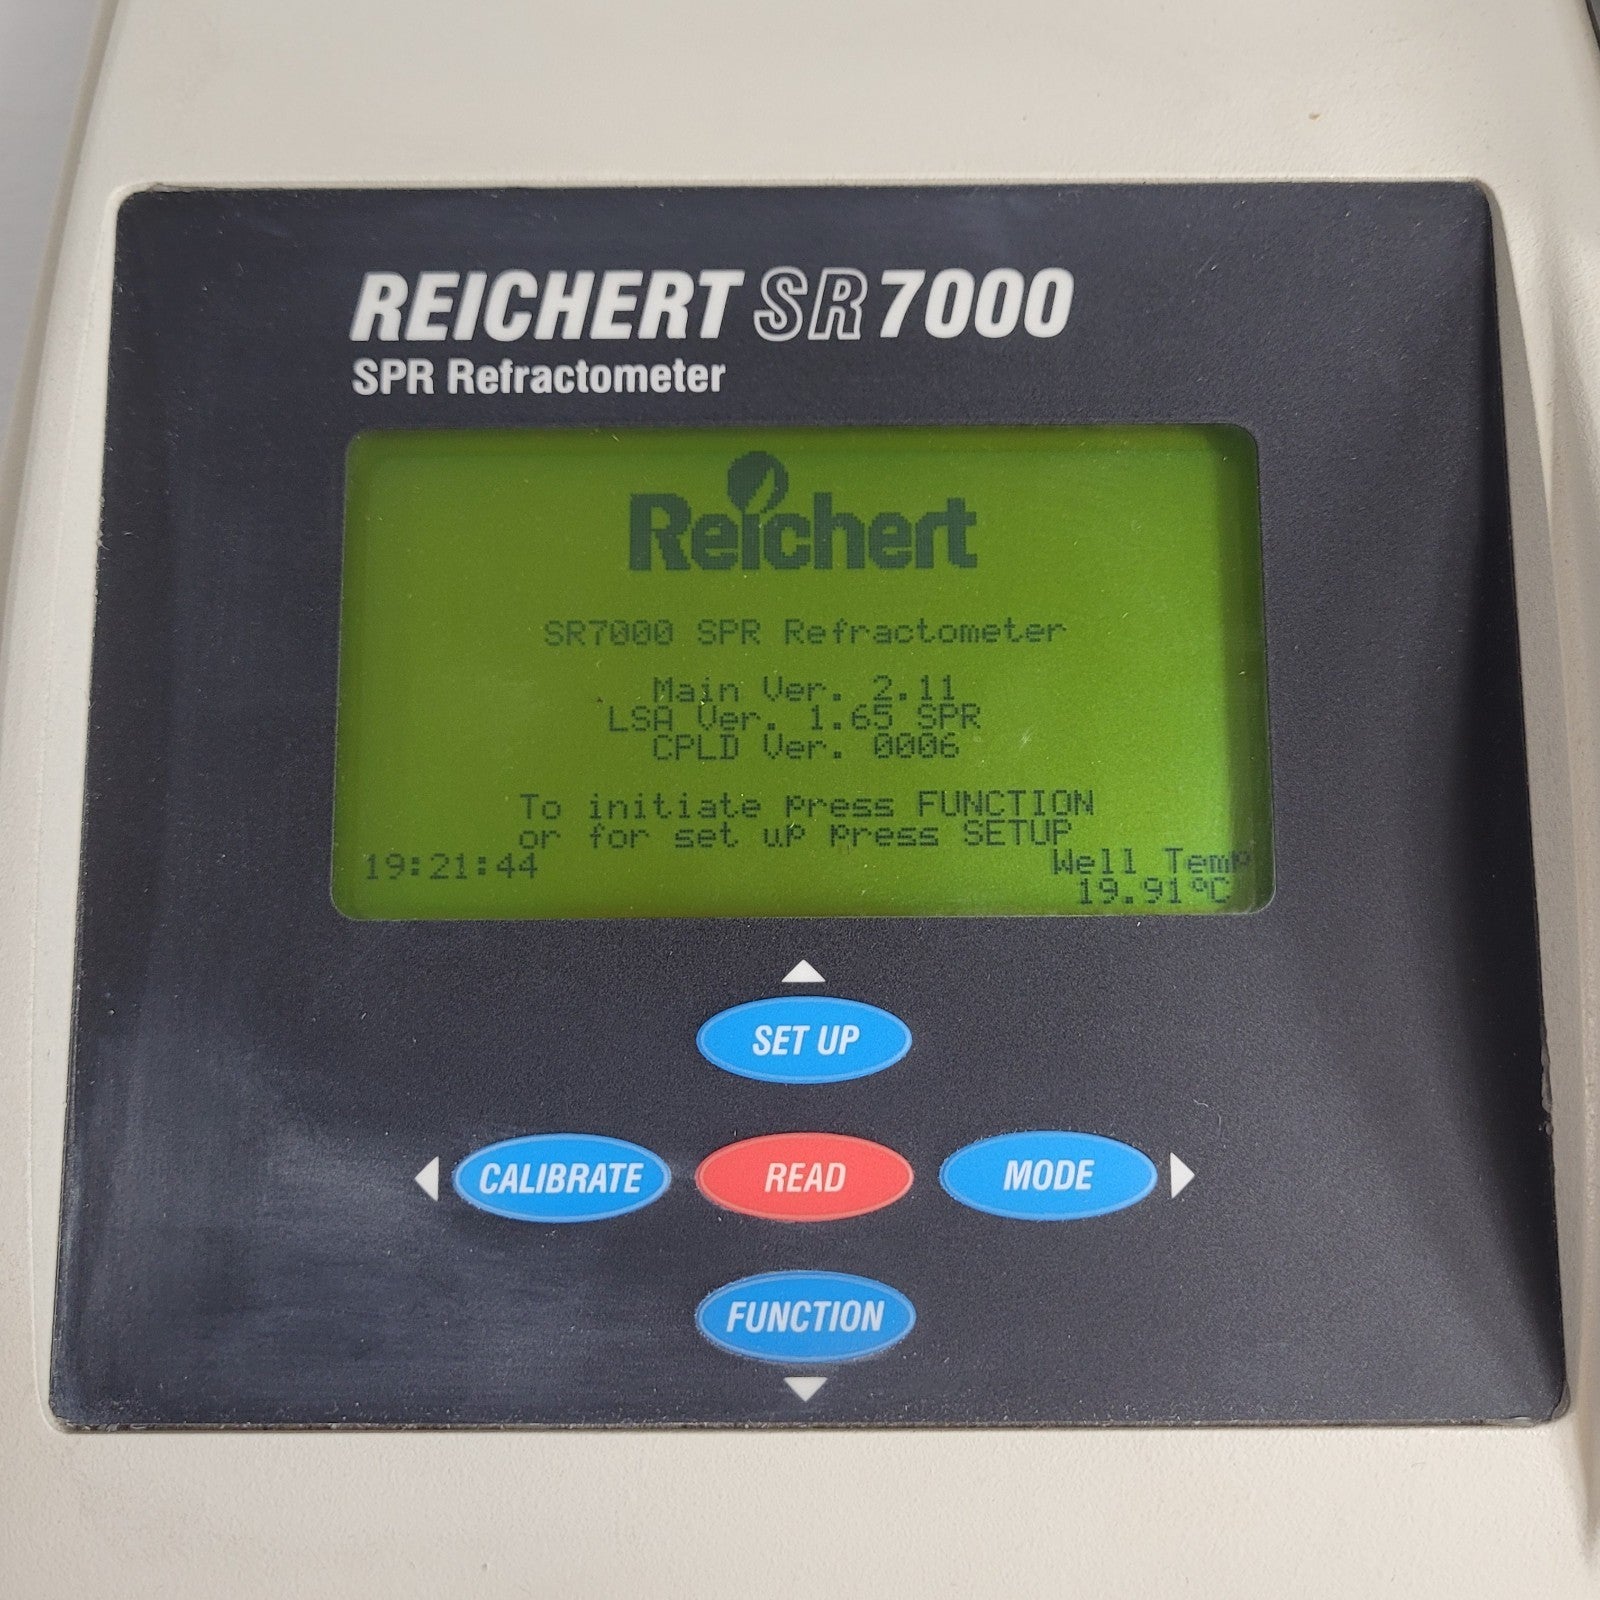 REICHERT SR 7000
SPR Refractometer
Reichert
SR7000 SPR Refractometer
Main Ver. 2.11
LSA Ver. 1.65 SPR
CPLD Ver. 0006
To initiate press FUNCTION
or for set up press SETUP
19:21:44
Well Temp
19.91°C
SET UP
CALIBRATE READ MODE
FUNCTION